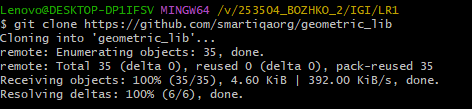 Lenovo@DESKTOP-DP1IFSV MINGW64 /v/253504_BOZHKO_2/IGI/LR1
$ git clone https://github.com/smartiqaorg/geometric_lib
Cloning into 'geometric_lib'...
remote: Enumerating objects: 35, done.
remote: Total 35 (delta 0), reused 0 (delta 0), pack-reused 35
Receiving objects: 100% (35/35), 4.60 KiB | 392.00 KiB/s, done.
Resolving deltas: 100% (6/6), done.